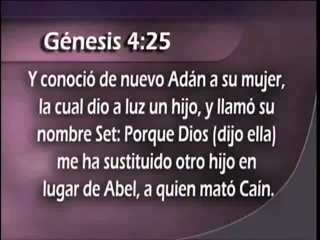 Génesis 4:25
Y conoció de nuevo Adán a su mujer,
la cual dio a luz un hijo, y llamó su
nombre Set: Porque Dios (dijo ella)
me ha sustituido otro hijo en
lugar de Abel, a quien mató Caín.